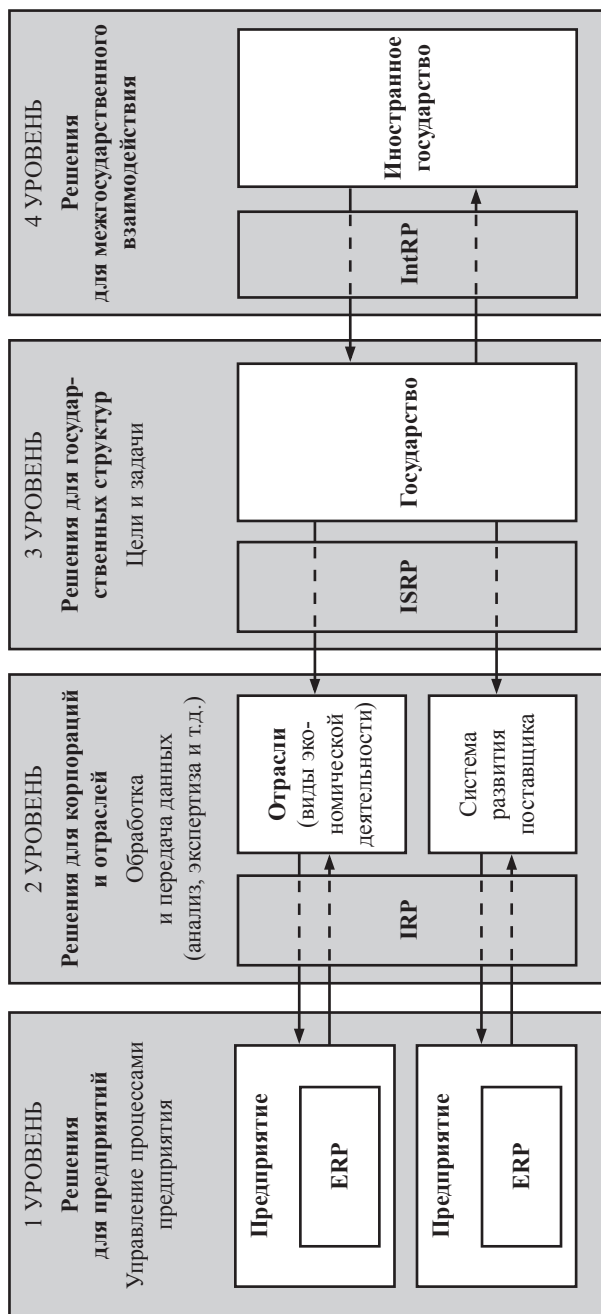 1 УРОВЕНЬ
Решения
для предприятий
Управление процессами
предприятия
Предприятие
ERP
Предприятие
ERP
2 УРОВЕНЬ
Решения для корпораций
и отраслей
Обработка
и передача данных
(анализ, экспертиза и т.д.)
IRP
Отрасли
(виды эко-
номической
деятельности)
Система
развития
поставщика
3 УРОВЕНЬ
Решения для государ-
ственных структур
Цели и задачи
ISRP
Государство
4 УРОВЕНЬ
Решения
для межгосударственного
взаимодействия
IntRP
Иностранное
государство